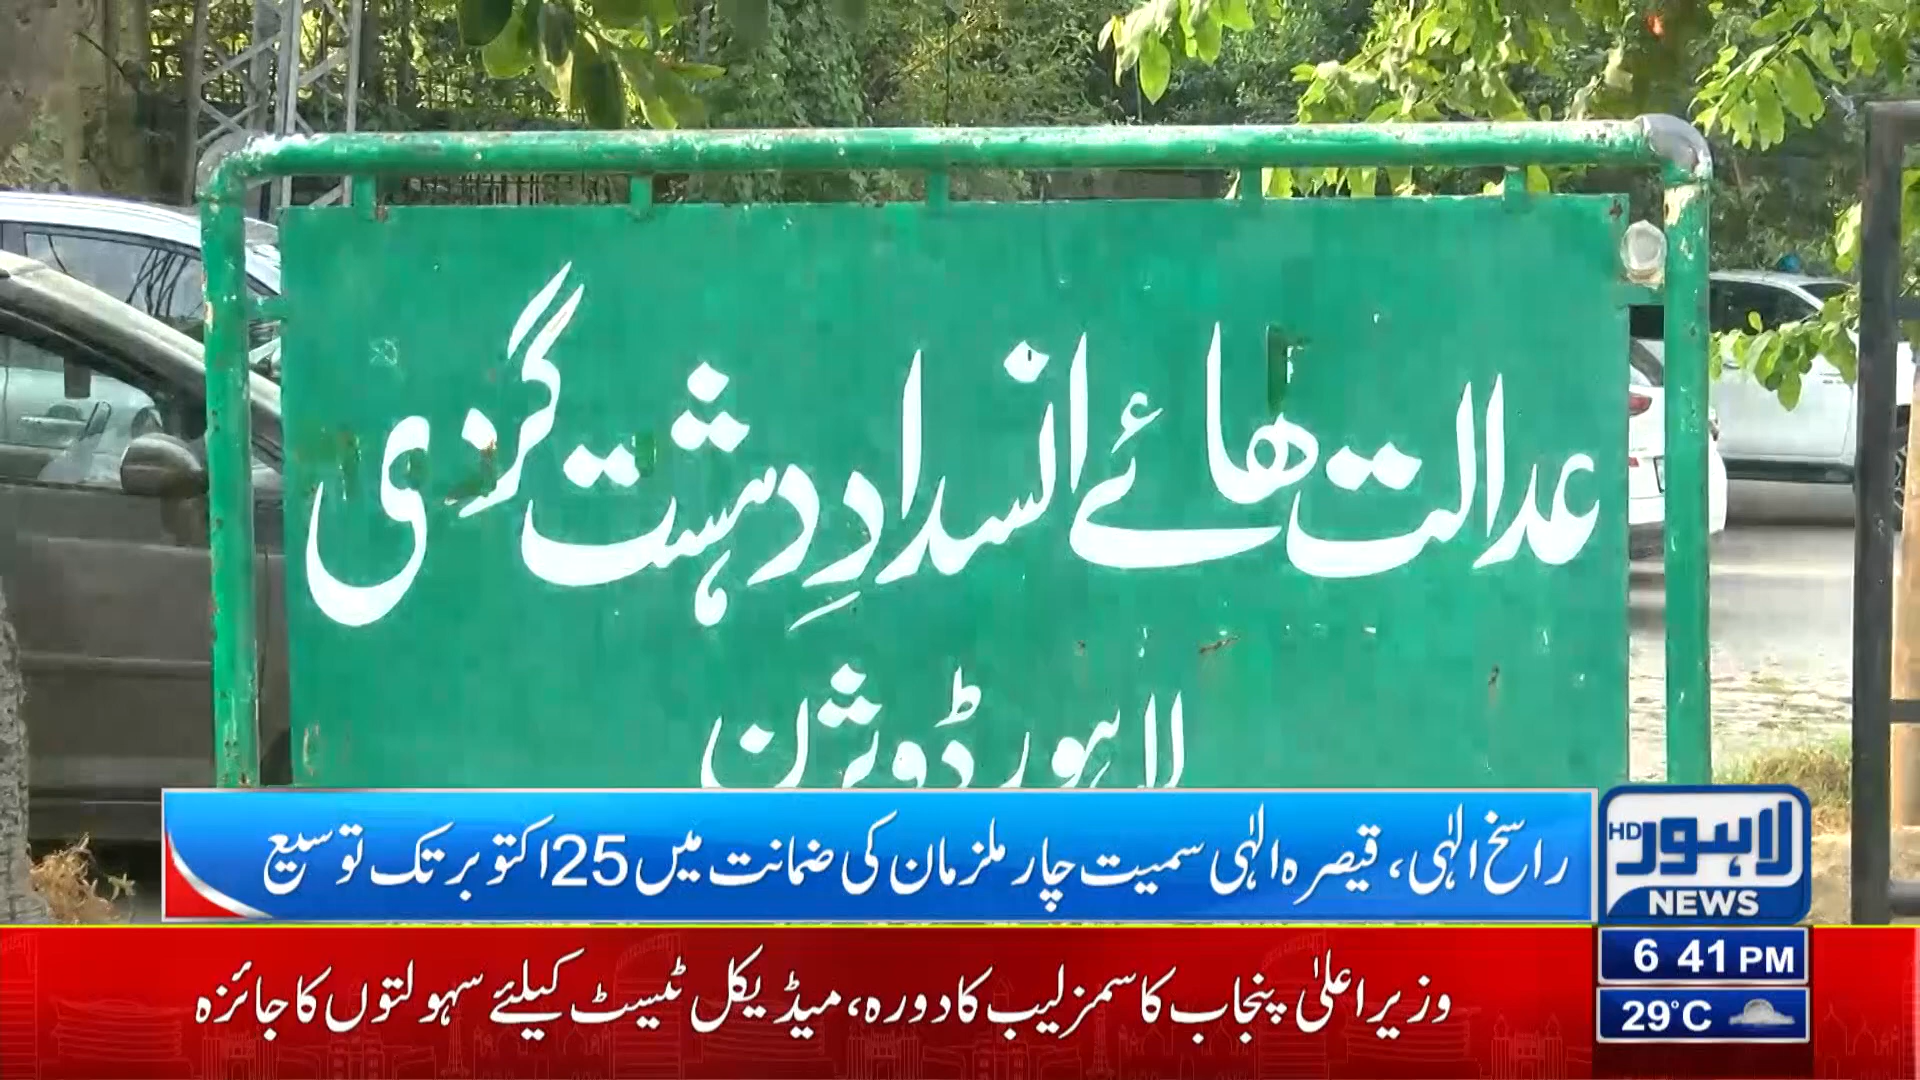 عدالت ھائے انسدادِ دہشت گردی
لاہور ڈویژن
راسخ الٰہی، قیصرہ الٰہی سمیت چار ملزمان کی ضمانت میں 25 اکتوبر تک توسیع
لاہور HD
NEWS
6 41 PM
وزیراعلیٰ پنجاب کا سمز لیب کا دورہ، میڈیکل ٹیسٹ کیلئے سہولتوں کا جائزہ
29°C